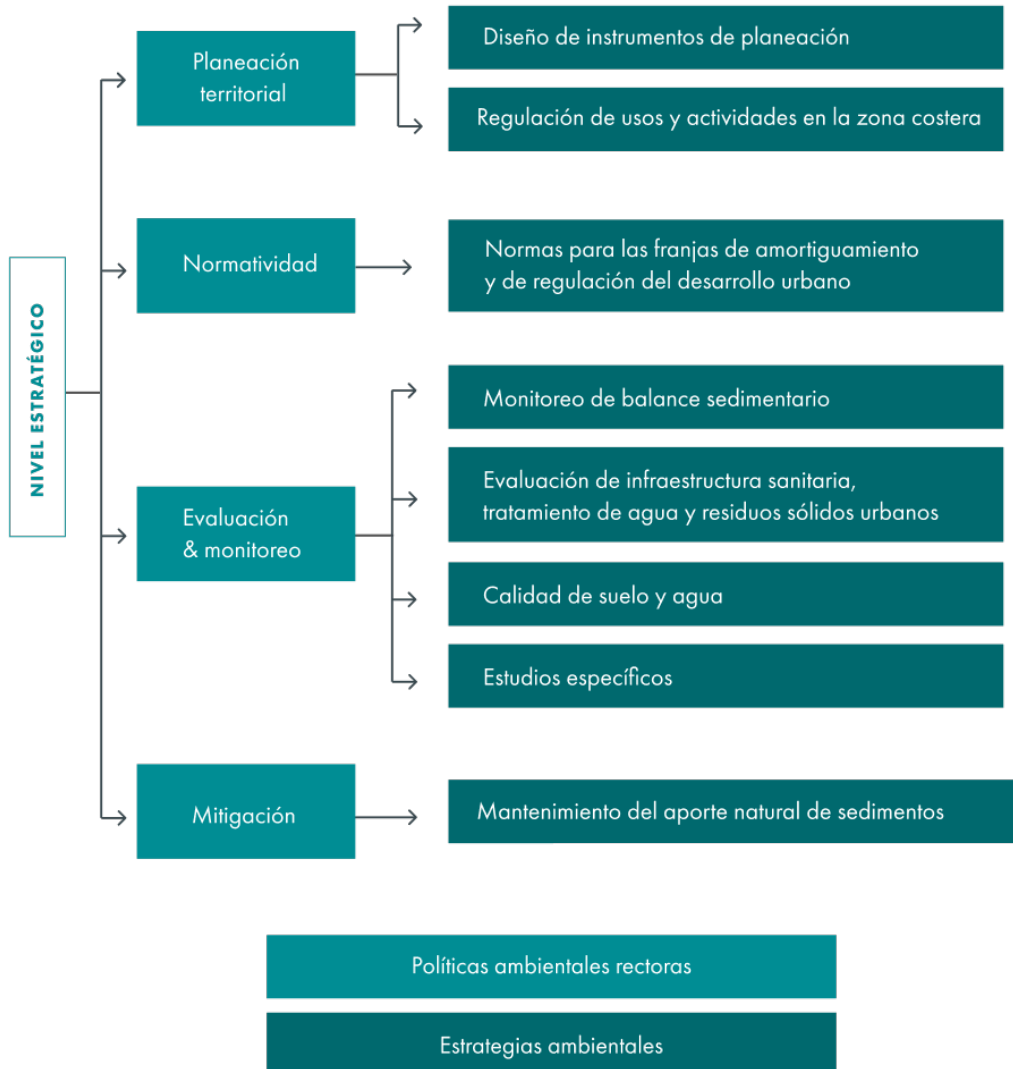 NIVEL ESTRATÉGICO
Planeación
territorial
Diseño de instrumentos de planeación
Regulación de usos y actividades en la zona costera
Normatividad
Normas para las franjas de amortiguamiento
y de regulación del desarrollo urbano
Evaluación
& monitoreo
Monitoreo de balance sedimentario
Evaluación de infraestructura sanitaria,
tratamiento de agua y residuos sólidos urbanos
Calidad de suelo y agua
Estudios específicos
Mitigación
Mantenimiento del aporte natural de sedimentos
Políticas ambientales rectoras
Estrategias ambientales